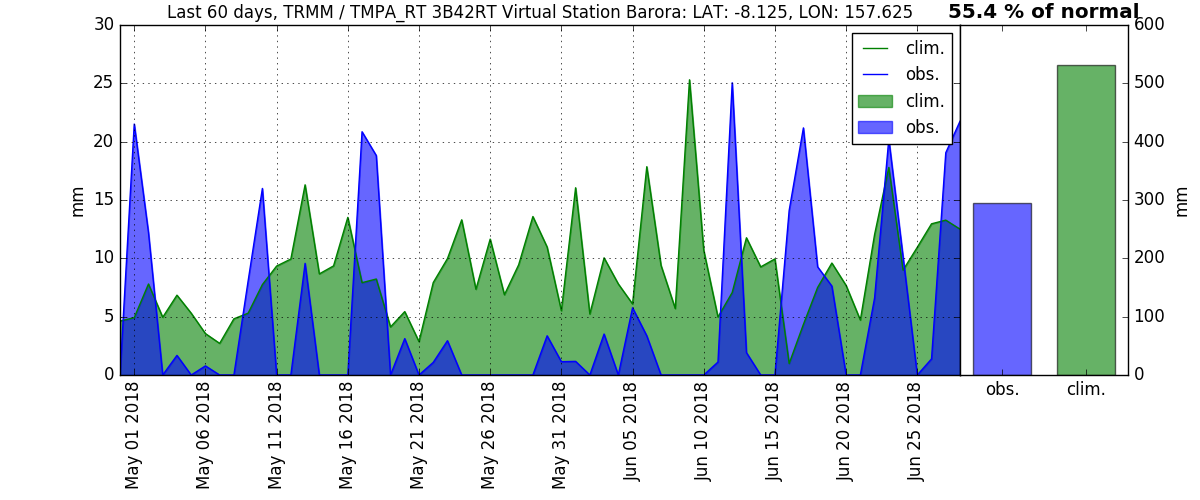 Last 60 days, TRMM / TMPA_RT 3B42RT Virtual Station Barora: LAT: -8.125, LON: 157.625
55.4 % of normal
30
25
20
15
10
5
0
mm
clim.
obs.
clim.
obs.
600
500
400
300
200
100
0
mm
May 01 2018
May 06 2018
May 11 2018
May 16 2018
May 21 2018
May 26 2018
May 31 2018
Jun 05 2018
Jun 10 2018
Jun 15 2018
Jun 20 2018
Jun 25 2018
obs.
clim.